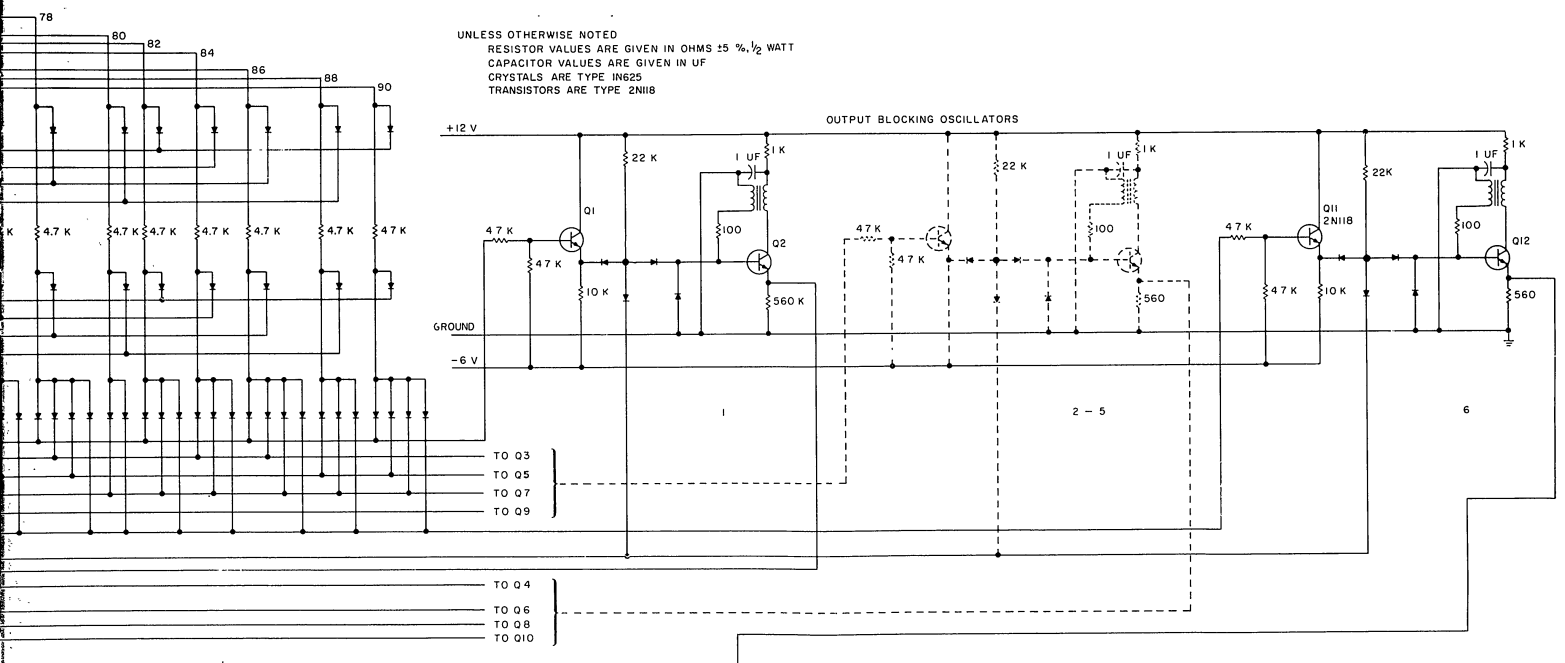 78
80
82
84
86
88
90
UNLESS OTHERWISE NOTED
RESISTOR VALUES ARE GIVEN IN OHMS ±5 %, 1/2 WATT
CAPACITOR VALUES ARE GIVEN IN UF
CRYSTALS ARE TYPE IN625
TRANSISTORS ARE TYPE 2N118
OUTPUT BLOCKING OSCILLATORS
+12 V
22 K
1 UF
1 K
22 K
1 UF
1 K
22K
1 UF
1 K
K
4.7 K
4.7 K
4.7 K
4.7 K
4.7 K
4.7 K
47 K
47 K
Q1
100
Q2
47 K
10 K
560 K
47 K
47 K
100
560
47 K
Q11
2N118
100
Q12
47 K
10 K
560
GROUND
-6 V
1
2 - 5
6
TO Q3
TO Q5
TO Q7
TO Q9
TO Q4
TO Q6
TO Q8
TO Q10